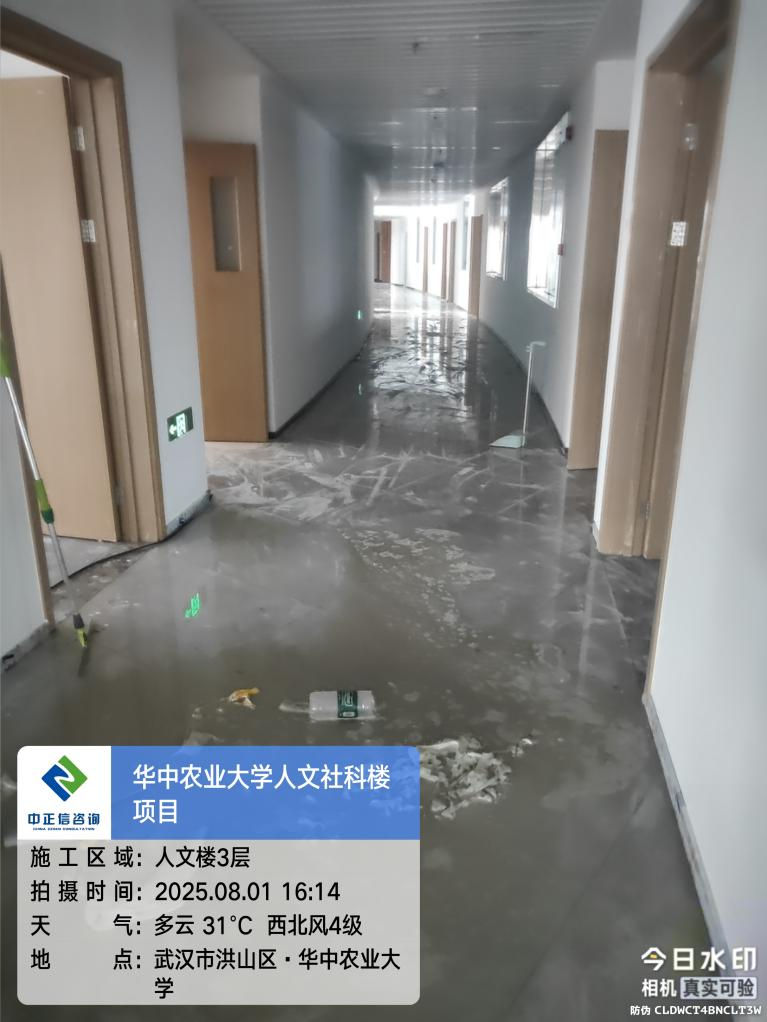 中正信咨询
CHINA ZENXIN CONSULTATION
华中农业大学人文社科楼
项目
施工区域：人文楼3层
拍摄时间：2025.08.01 16:14
天气：多云 31℃ 西北风4级
地点：武汉市洪山区·华中农业大
学
今日水印
相机 真实可验
防伪 CLDWCT4BNCLT3W